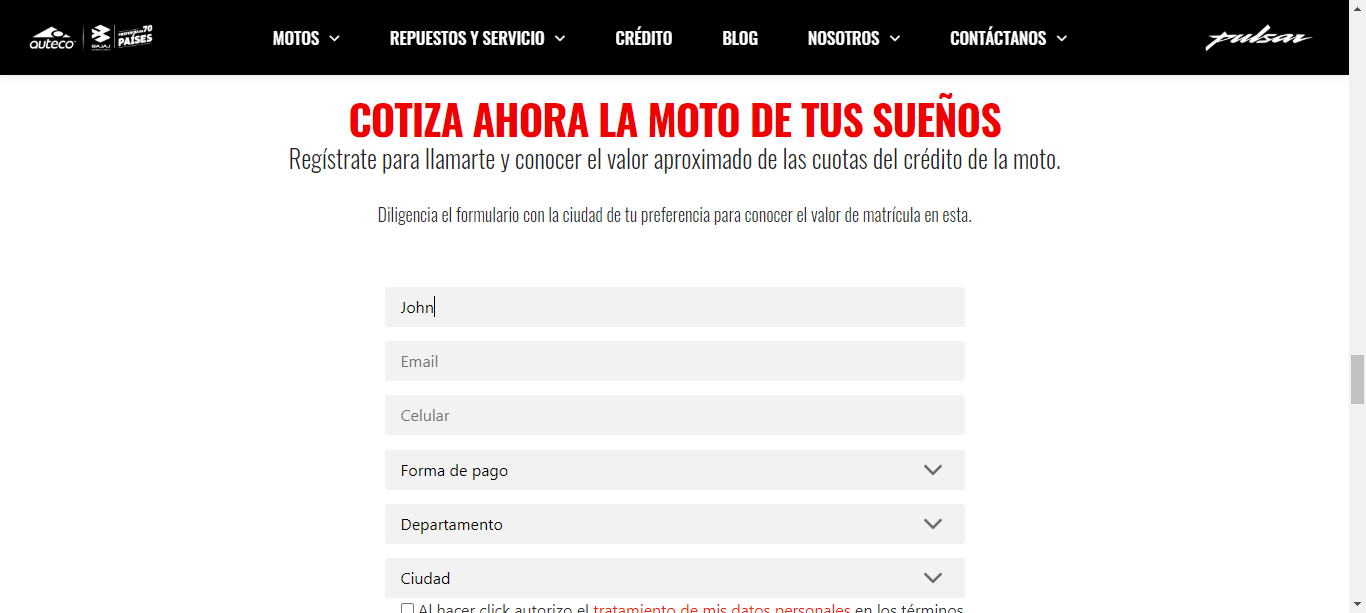 auteco BAJAJ 70 PAÍSES
MOTOS REPUESTOS Y SERVICIO CRÉDITO BLOG NOSOTROS CONTÁCTANOS pulsar
COTIZA AHORA LA MOTO DE TUS SUEÑOS
Regístrate para llamarte y conocer el valor aproximado de las cuotas del crédito de la moto.
Diligencia el formulario con la ciudad de tu preferencia para conocer el valor de matrícula en esta.
John
Email
Celular
Forma de pago
Departamento
Ciudad
Al hacer click autorizo el tratamiento de mis datos personales en los términos